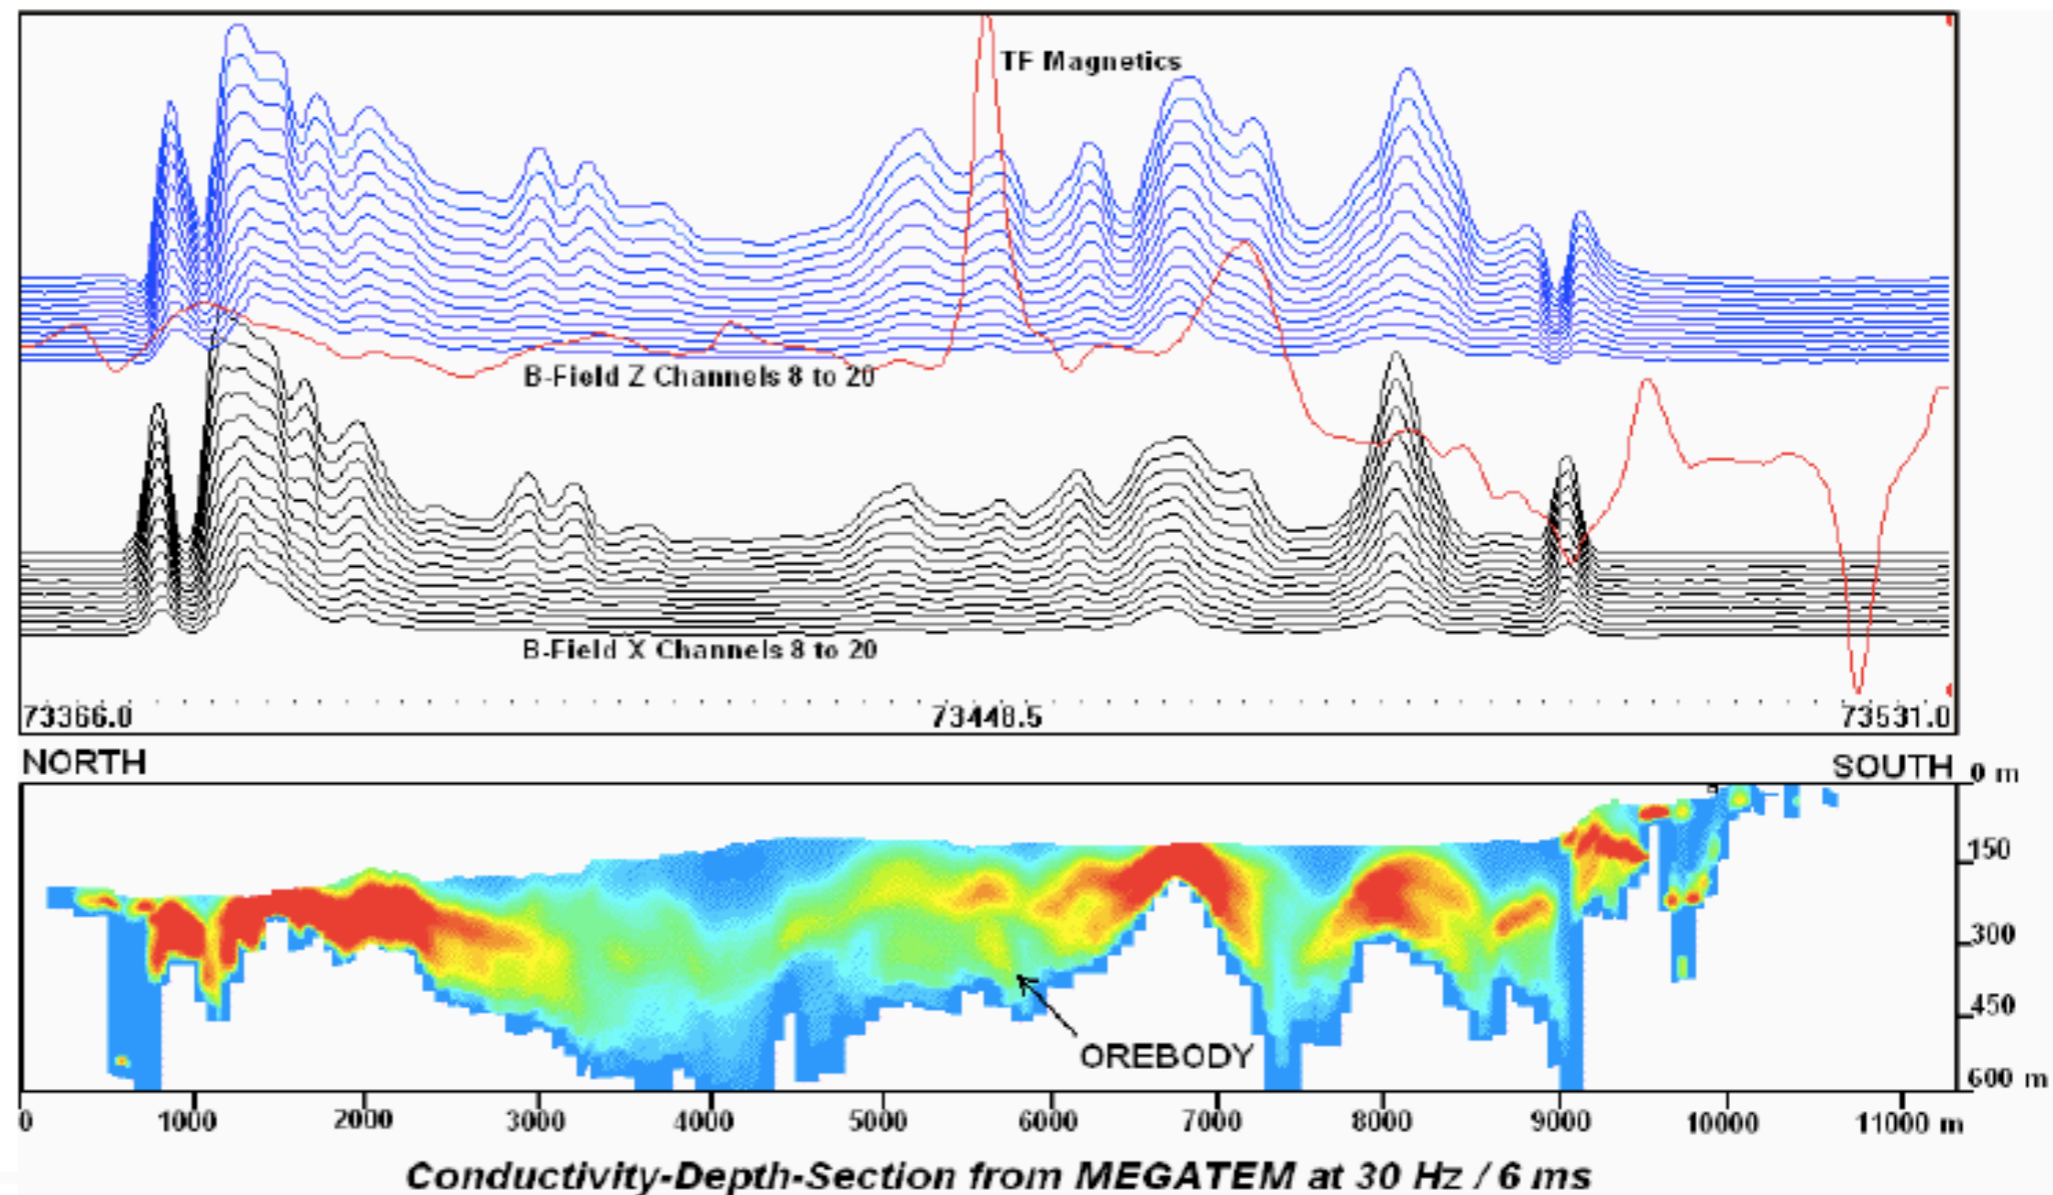 TF Magnetics
B-Field Z Channels 8 to 20
B-Field X Channels 8 to 20
73366.0 73448.5 73531.0
NORTH SOUTH
0 m
150
300
450
600 m
OREBODY
0 1000 2000 3000 4000 5000 6000 7000 8000 9000 10000 11000 m
Conductivity-Depth-Section from MEGATEM at 30 Hz / 6 ms